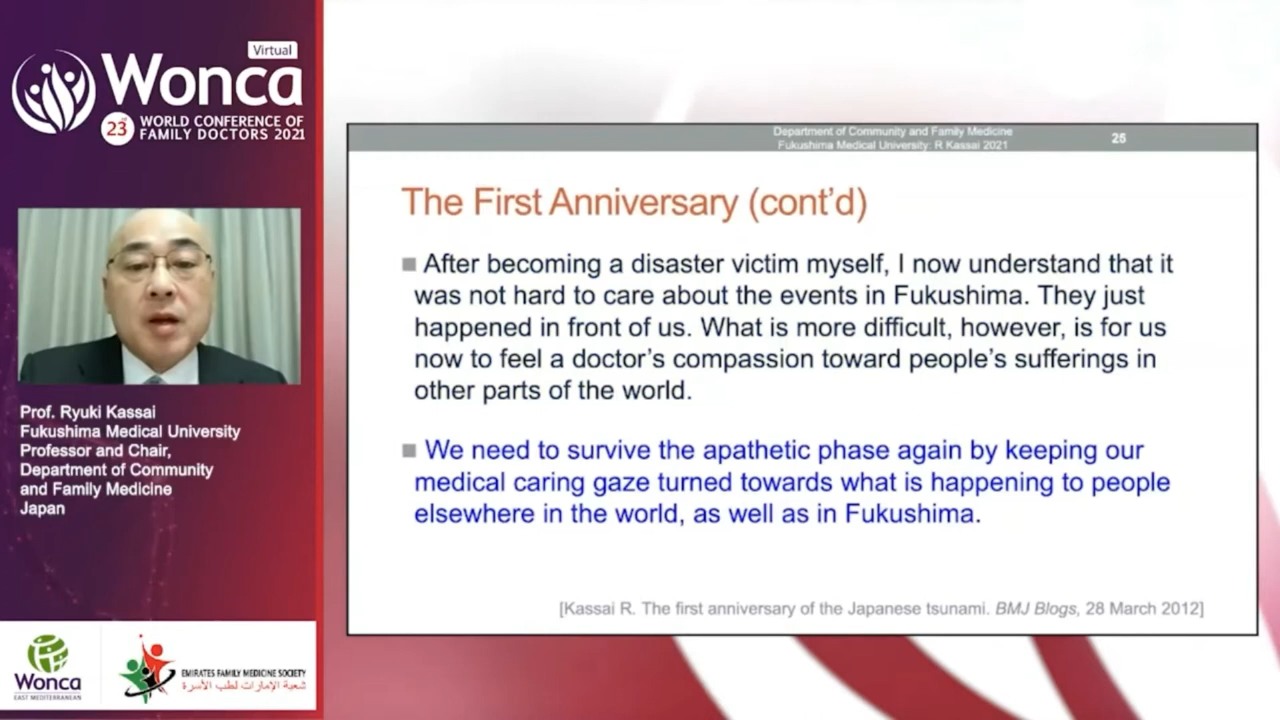 Virtual
Wonca
23rd WORLD CONFERENCE OF
FAMILY DOCTORS 2021
Prof. Ryuki Kassai
Fukushima Medical University
Professor and Chair,
Department of Community
and Family Medicine
Japan
Wonca
EAST MEDITERRANEAN
EMIRATES FAMILY MEDICINE SOCIETY
شعبة الإمارات لطب الأسرة
Department of Community and Family Medicine
Fukushima Medical University: R Kassai 2021
25
The First Anniversary (cont'd)
■ After becoming a disaster victim myself, I now understand that it
was not hard to care about the events in Fukushima. They just
happened in front of us. What is more difficult, however, is for us
now to feel a doctor's compassion toward people's sufferings in
other parts of the world.
■ We need to survive the apathetic phase again by keeping our
medical caring gaze turned towards what is happening to people
elsewhere in the world, as well as in Fukushima.
[Kassai R. The first anniversary of the Japanese tsunami. BMJ Blogs, 28 March 2012]